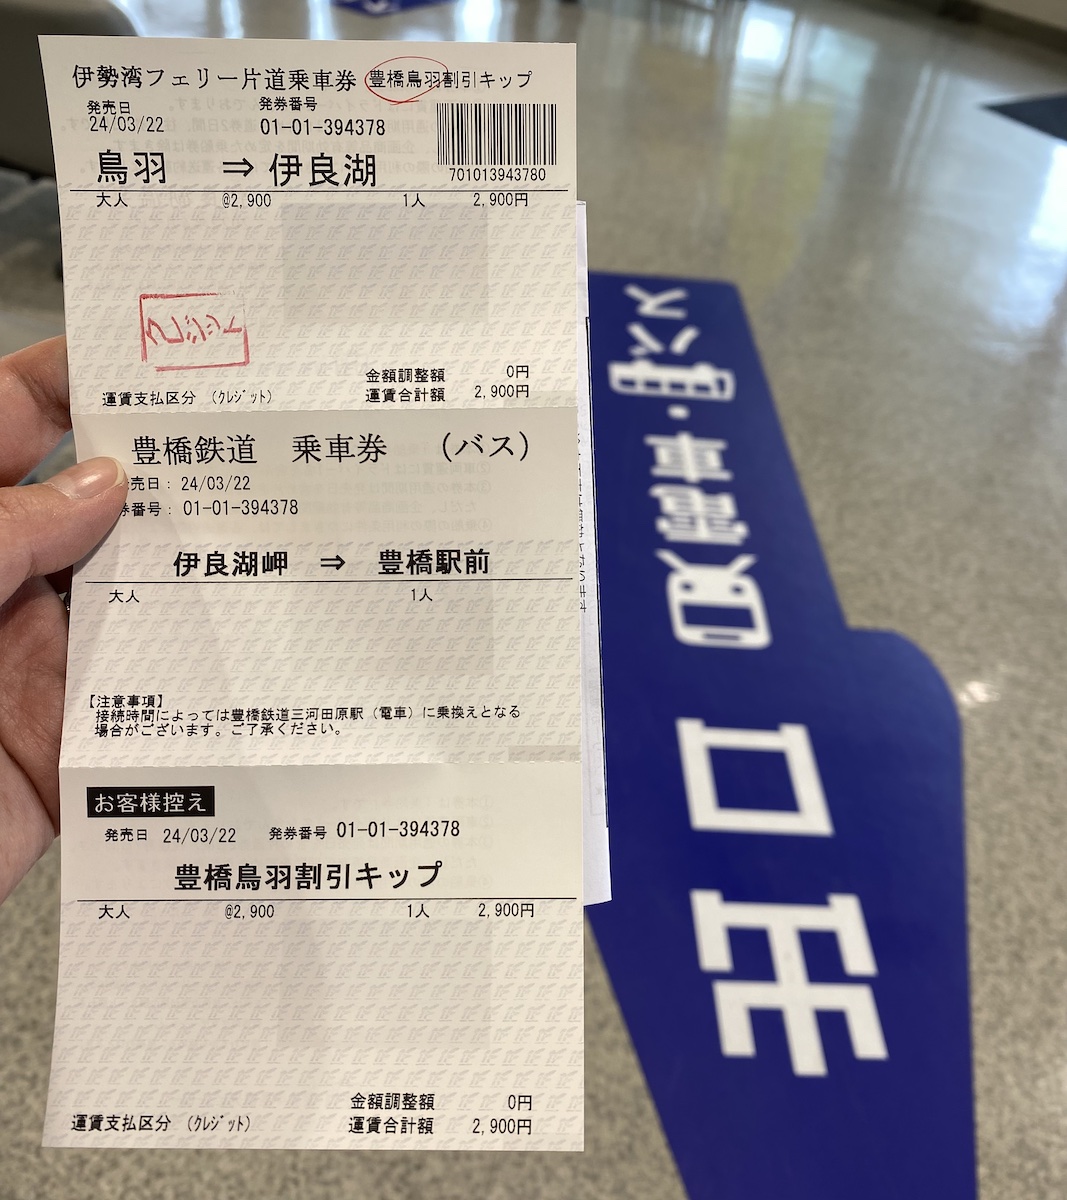 伊勢湾フェリー片道乗車券 豊橋鳥羽割引キップ
発売日 発券番号
24/03/22 01-01-394378
鳥羽 ⇒ 伊良湖
701013943780
大人 @2,900 1人 2,900円
クレジット
金額調整額 0円
運賃支払区分 (クレジット) 運賃合計額 2,900円
豊橋鉄道 乗車券 (バス)
売日: 24/03/22
券番号: 01-01-394378
伊良湖岬 ⇒ 豊橋駅前
大人 1人
【注意事項】
接続時間によっては豊橋鉄道三河田原駅(電車)に乗換えとなる
場合がございます。ご了承ください。
お客様控え
発売日 24/03/22 発券番号 01-01-394378
豊橋鳥羽割引キップ
大人 @2,900 1人 2,900円
金額調整額 0円
運賃支払区分 (クレジット) 運賃合計額 2,900円
バス
電車
出口